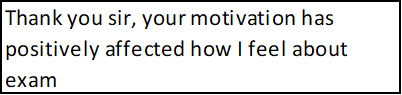 Thank you sir, your motivation has
positively affected how I feel about
exam